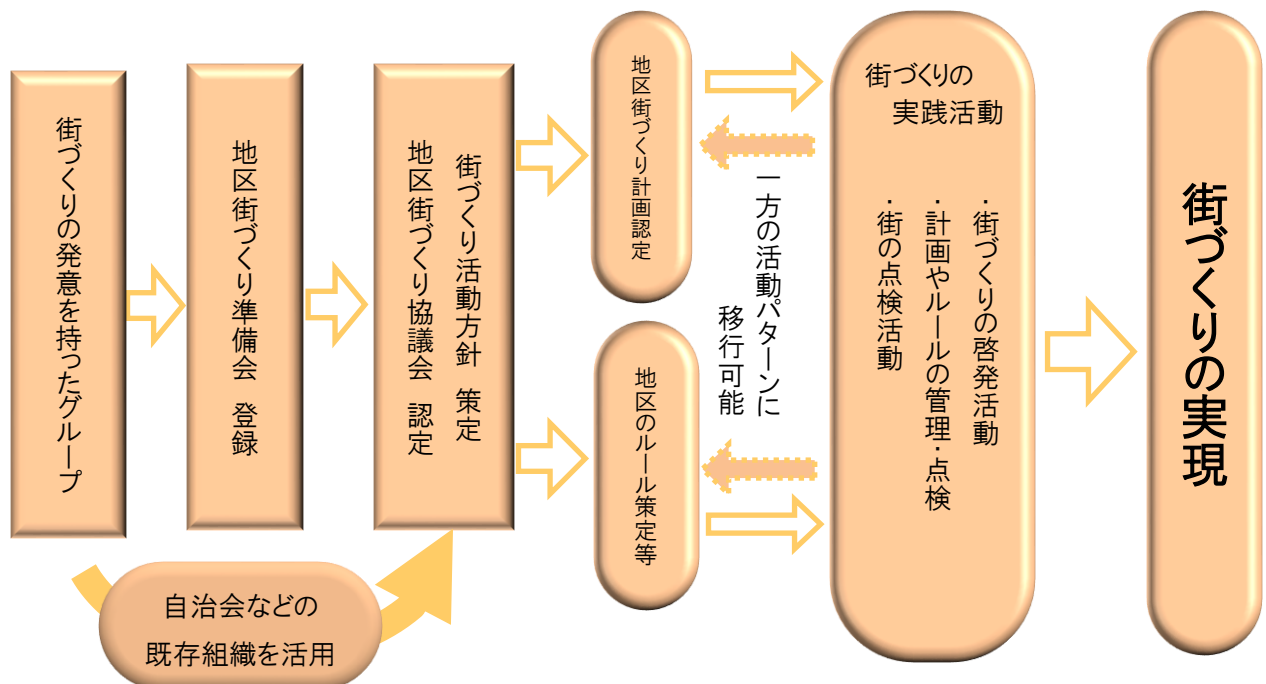 街づくりの発意を持ったグループ
地区街づくり準備会 登録
街づくり活動方針 策定
地区街づくり協議会 認定
自治会などの
既存組織を活用
地区街づくり計画認定
地区のルール策定等
一方の活動パターンに
移行可能
街づくりの
実践活動
・街づくりの啓発活動
・計画やルールの管理・点検
・街の点検活動
街づくりの実現